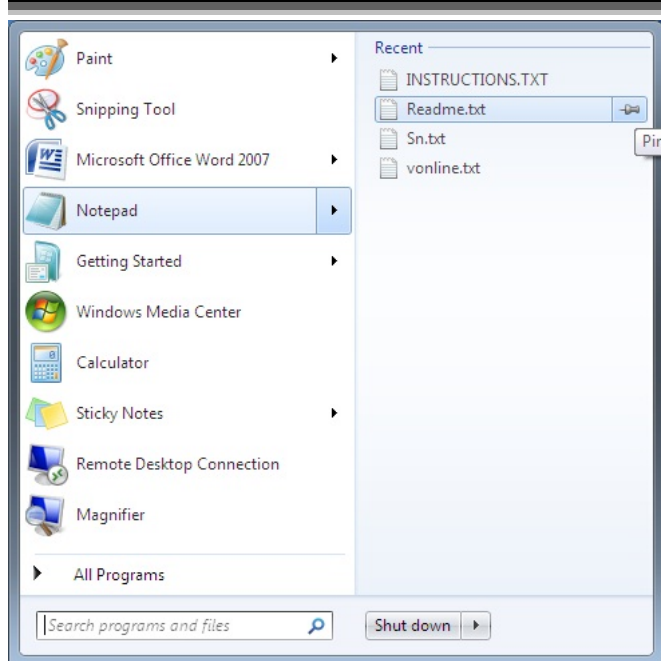 Paint
Snipping Tool
Microsoft Office Word 2007
Notepad
Getting Started
Windows Media Center
Calculator
Sticky Notes
Remote Desktop Connection
Magnifier
All Programs
Search programs and files
Recent
INSTRUCTIONS.TXT
Readme.txt
Sn.txt
vonline.txt
Shut down